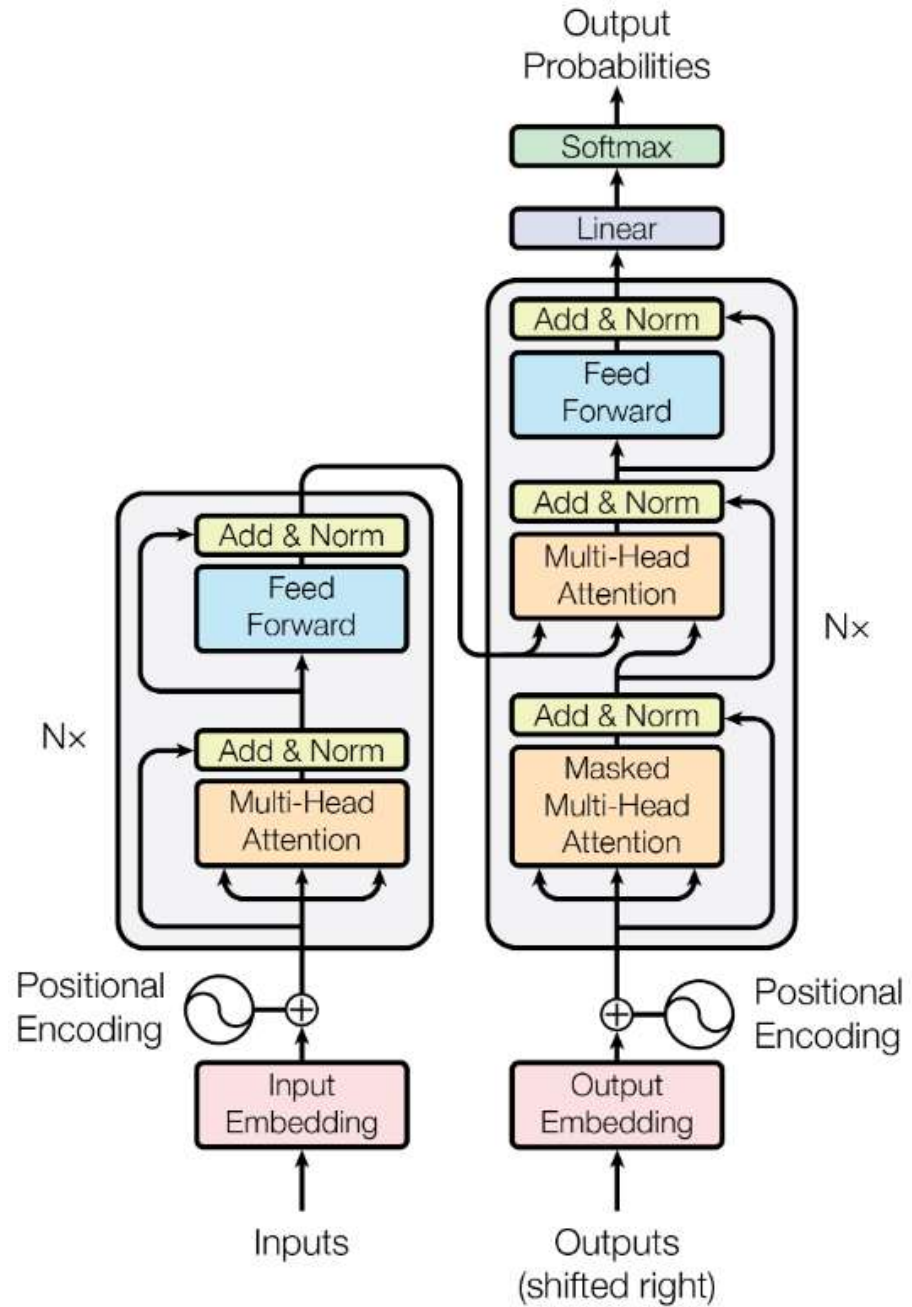 Output
Probabilities
Softmax
Linear
Add & Norm
Feed
Forward
Add & Norm
Multi-Head
Attention
Nx
Add & Norm
Masked
Multi-Head
Attention
Positional
Encoding
Output
Embedding
Outputs
(shifted right)
Add & Norm
Feed
Forward
Nx
Add & Norm
Multi-Head
Attention
Positional
Encoding
Input
Embedding
Inputs